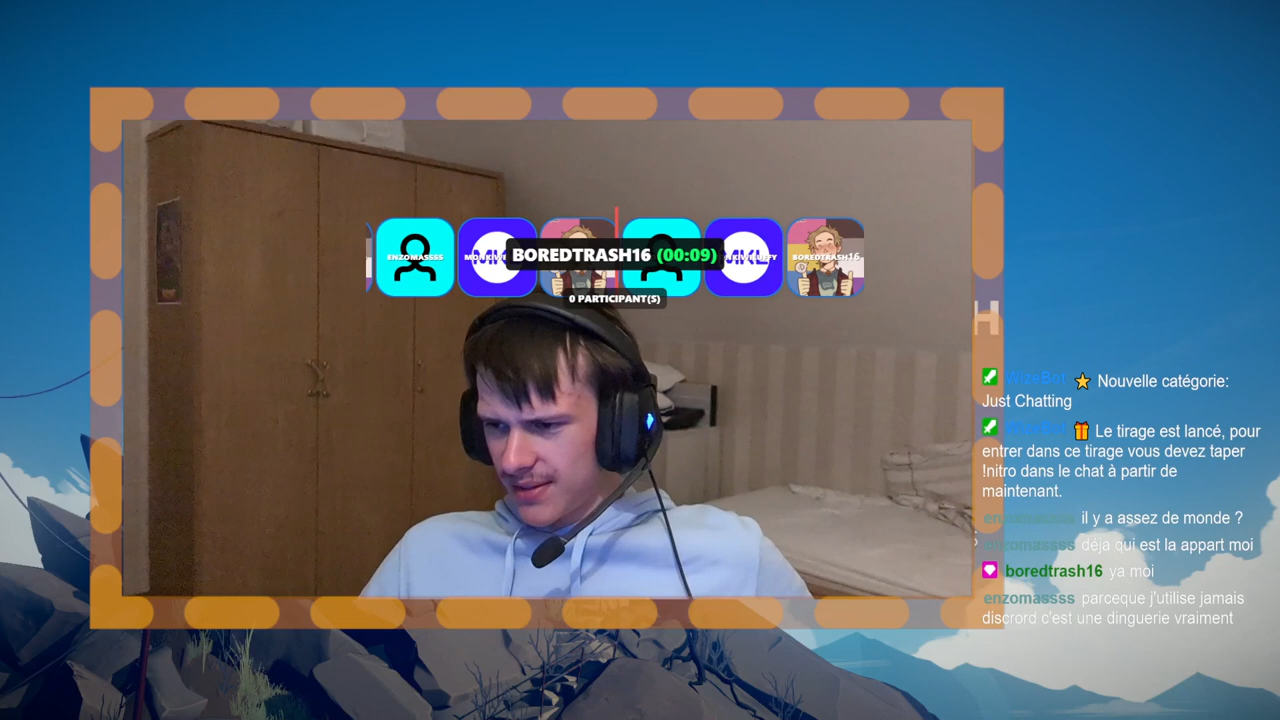 ENZOMASSSS
BOREDTRASH16 (00:09)
BOREDTRASH16
0 PARTICIPANT(S)
H
WizeBot ⭐ Nouvelle catégorie:
Just Chatting
🎁 Le tirage est lancé, pour
entrer dans ce tirage vous devez taper
!nitro dans le chat à partir de
maintenant.
enzomassss il y a assez de monde ?
enzomassss déja qui est la appart moi
boredtrash16 ya moi
enzomassss parceque j'utilise jamais
discrord c'est une dinguerie vraiment